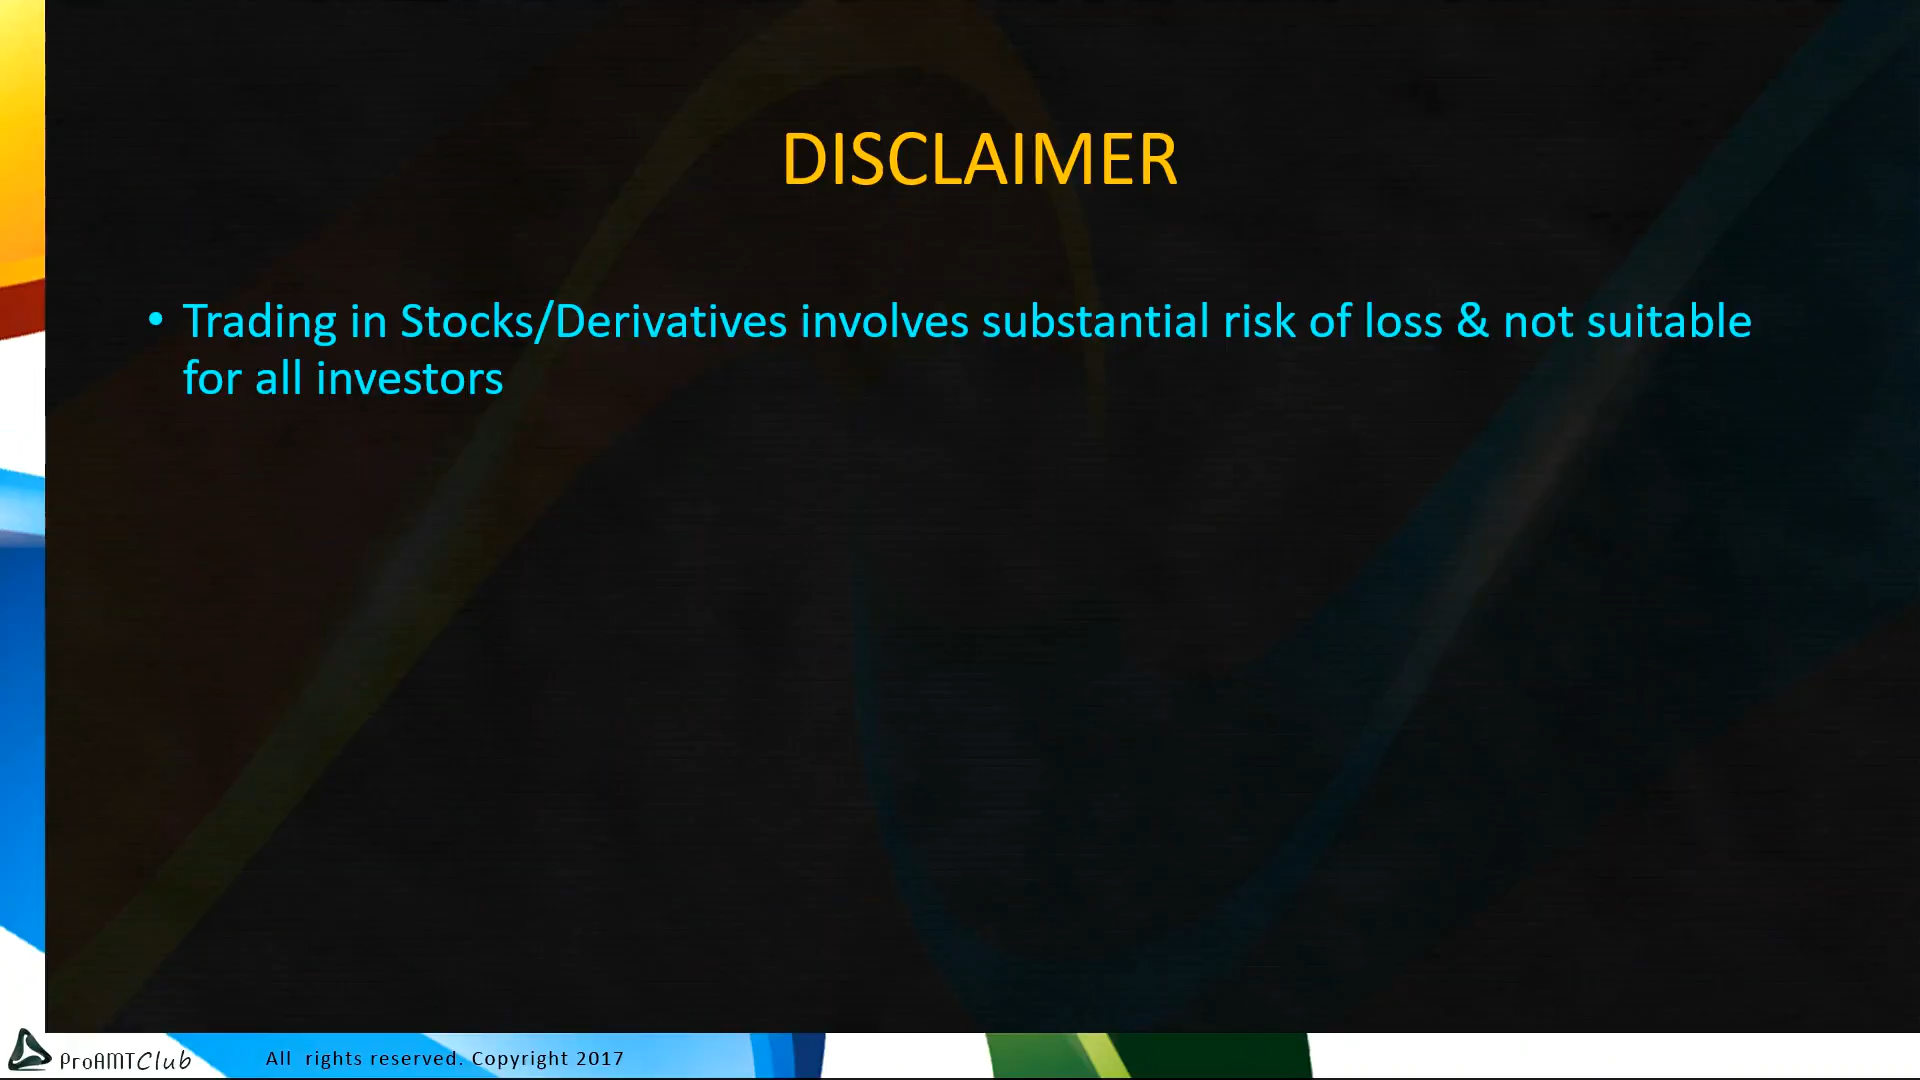 DISCLAIMER
• Trading in Stocks/Derivatives involves substantial risk of loss & not suitable
for all investors
ProAMTClub
All rights reserved. Copyright 2017